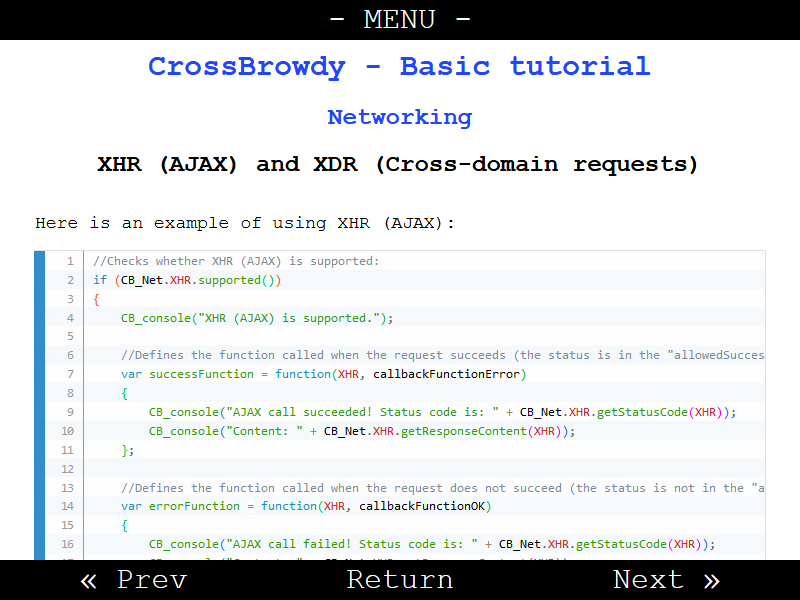 - MENU -
CrossBrowdy - Basic tutorial
Networking
XHR (AJAX) and XDR (Cross-domain requests)
Here is an example of using XHR (AJAX):
1 //Checks whether XHR (AJAX) is supported:
2 if (CB_Net.XHR.supported())
3 {
4 CB_console("XHR (AJAX) is supported.");
5
6 //Defines the function called when the request succeeds (the status is in the "allowedSucces
7 var successFunction = function(XHR, callbackFunctionError)
8 {
9 CB_console("AJAX call succeeded! Status code is: " + CB_Net.XHR.getStatusCode(XHR));
10 CB_console("Content: " + CB_Net.XHR.getResponseContent(XHR));
11 };
12
13 //Defines the function called when the request does not succeed (the status is not in the "a
14 var errorFunction = function(XHR, callbackFunctionOK)
15 {
16 CB_console("AJAX call failed! Status code is: " + CB_Net.XHR.getStatusCode(XHR));
« Prev Return Next »